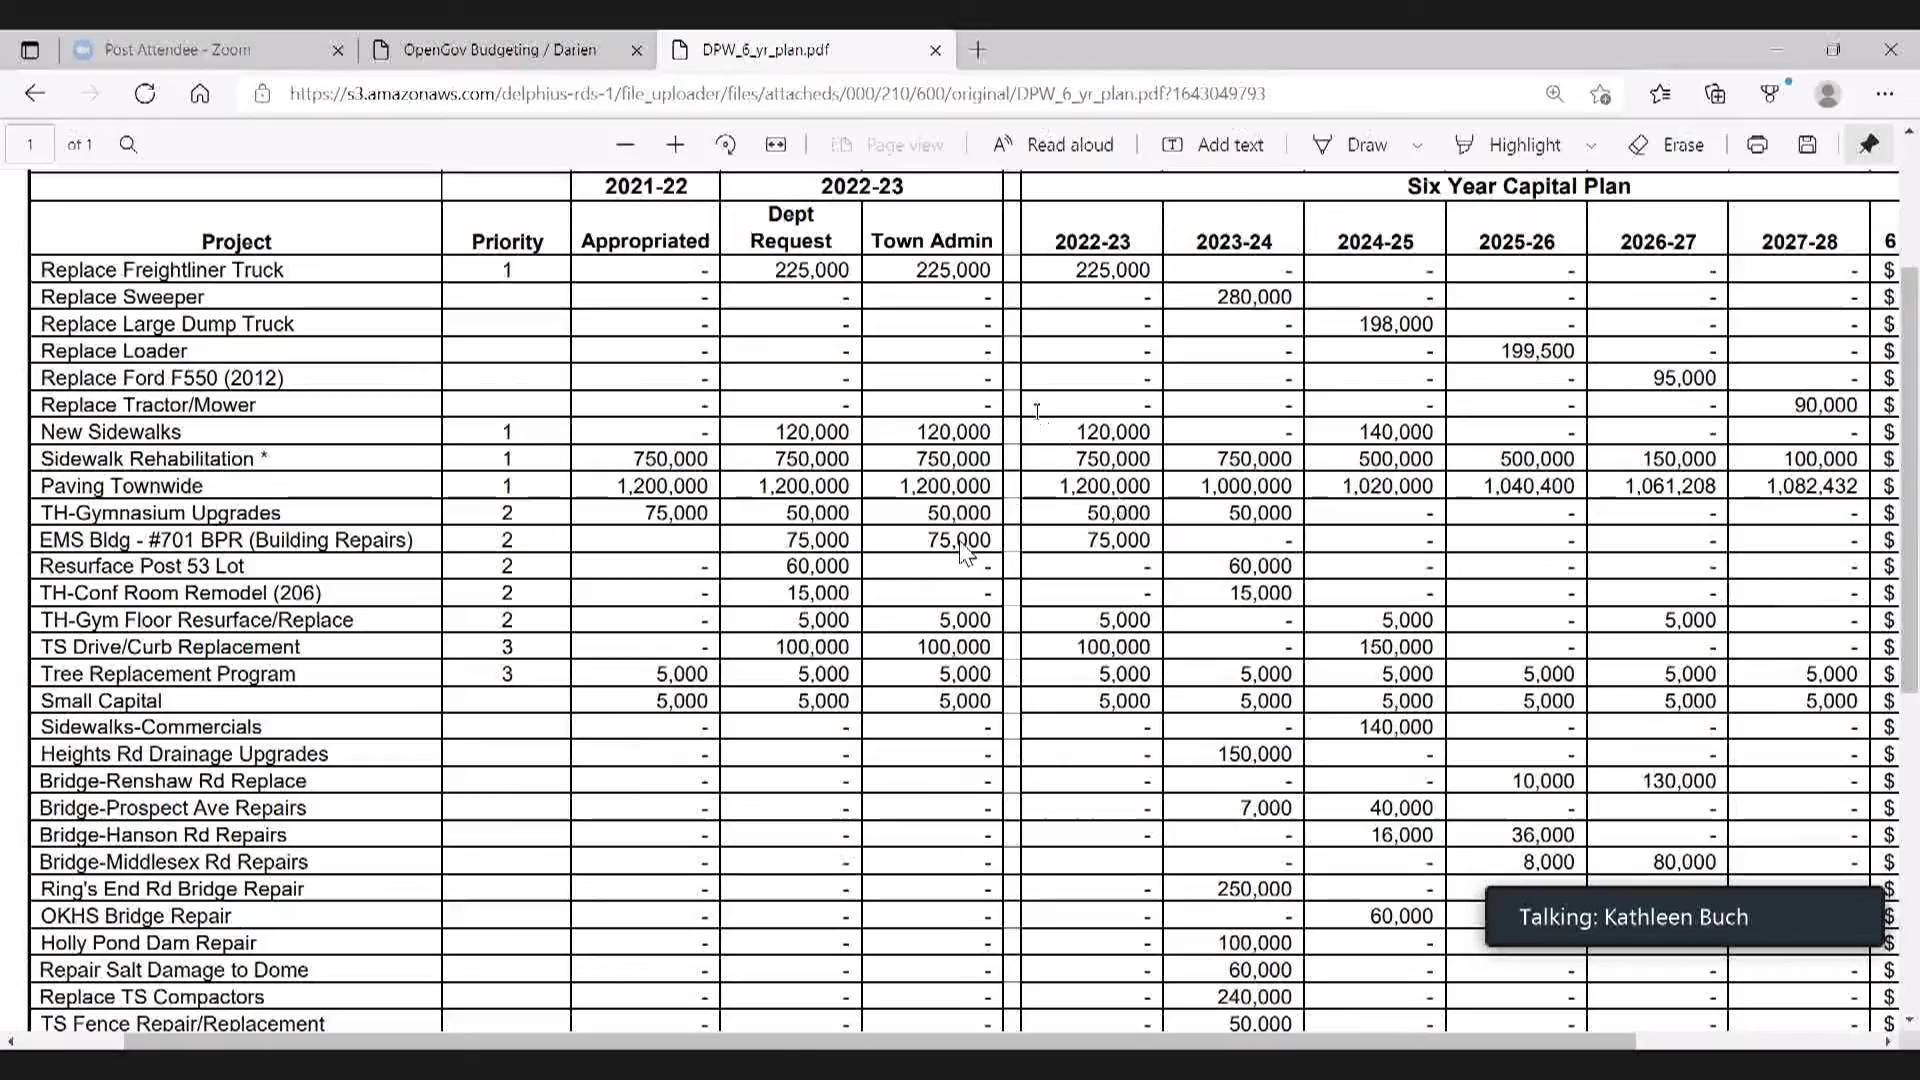 Post Attendee - Zoom OpenGov Budgeting / Darien DPW_6_yr_plan.pdf
https://s3.amazonaws.com/delphius-rds-1/file_uploader/files/attacheds/000/210/600/original/DPW_6_yr_plan.pdf?1643049793
1 of 1 Page view Read aloud Add text Draw Highlight Erase
2021-22 2022-23 Six Year Capital Plan
Dept
Project Priority Appropriated Request Town Admin 2022-23 2023-24 2024-25 2025-26 2026-27 2027-28 6
Replace Freightliner Truck 1 - 225,000 225,000 225,000 - - - - - $
Replace Sweeper - - - - 280,000 - - - - $
Replace Large Dump Truck - - - - - 198,000 - - - $
Replace Loader - - - - - - 199,500 - - $
Replace Ford F550 (2012) - - - - - - - 95,000 - $
Replace Tractor/Mower - - - - - - - - 90,000 $
New Sidewalks 1 - 120,000 120,000 120,000 - 140,000 - - - $
Sidewalk Rehabilitation * 1 750,000 750,000 750,000 750,000 750,000 500,000 500,000 150,000 100,000 $
Paving Townwide 1 1,200,000 1,200,000 1,200,000 1,200,000 1,000,000 1,020,000 1,040,400 1,061,208 1,082,432 $
TH-Gymnasium Upgrades 2 75,000 50,000 50,000 50,000 50,000 - - - - $
EMS Bldg - #701 BPR (Building Repairs) 2 75,000 75,000 75,000 - - - - - $
Resurface Post 53 Lot 2 - 60,000 - - 60,000 - - - - $
TH-Conf Room Remodel (206) 2 - 15,000 - - 15,000 - - - - $
TH-Gym Floor Resurface/Replace 2 - 5,000 5,000 5,000 - 5,000 - 5,000 - $
TS Drive/Curb Replacement 3 - 100,000 100,000 100,000 - 150,000 - - - $
Tree Replacement Program 3 5,000 5,000 5,000 5,000 5,000 5,000 5,000 5,000 5,000 $
Small Capital 5,000 5,000 5,000 5,000 5,000 5,000 5,000 5,000 5,000 $
Sidewalks-Commercials - - - - - 140,000 - - - $
Heights Rd Drainage Upgrades - - - - 150,000 - - - - $
Bridge-Renshaw Rd Replace - - - - - - 10,000 130,000 - $
Bridge-Prospect Ave Repairs - - - - 7,000 40,000 - - - $
Bridge-Hanson Rd Repairs - - - - - 16,000 36,000 - - $
Bridge-Middlesex Rd Repairs - - - - - - 8,000 80,000 - $
Ring's End Rd Bridge Repair - - - - 250,000 - $
OKHS Bridge Repair - - - - - 60,000 $
Talking: Kathleen Buch
Holly Pond Dam Repair - - - - 100,000 - $
Repair Salt Damage to Dome - - - - 60,000 - - - - $
Replace TS Compactors - - - - 240,000 - - - - $
TS Fence Repair/Replacement - - - - 50,000 - - - - $